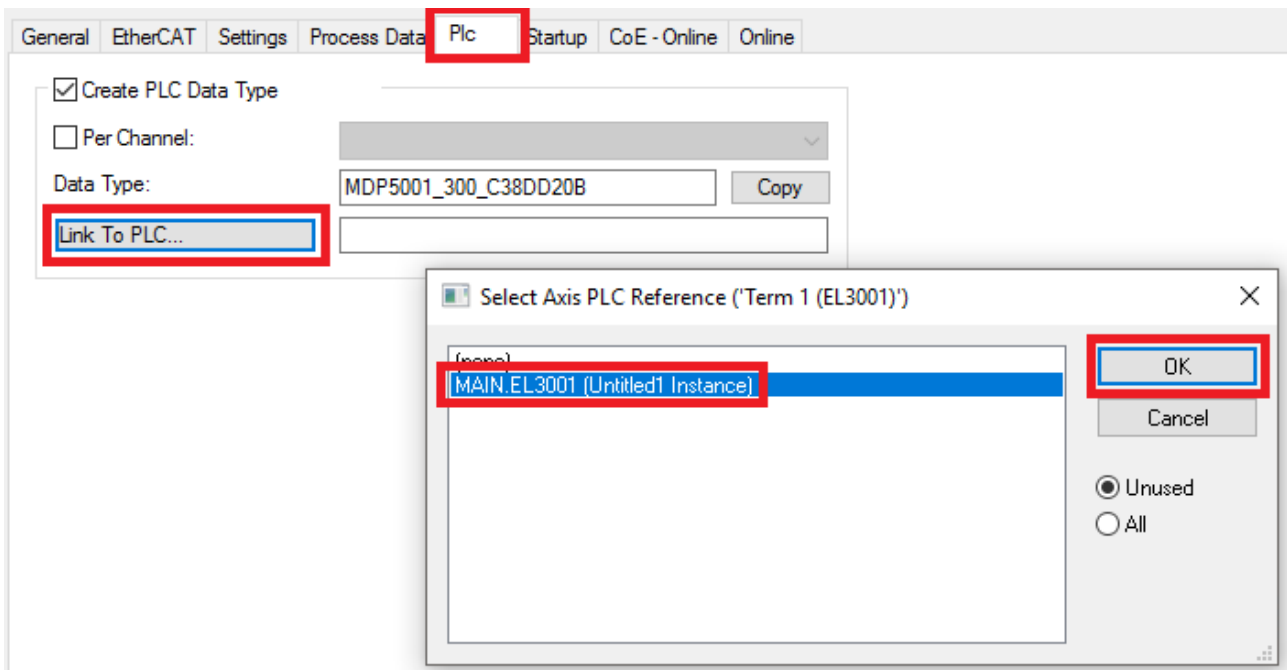 General EtherCAT Settings Process Data Plc Startup CoE - Online Online
Create PLC Data Type
Per Channel:
Data Type: MDP5001_300_C38DD20B Copy
Link To PLC...
Select Axis PLC Reference ('Term 1 (EL3001)')
(none)
MAIN.EL3001 (Untitled1 Instance)
OK
Cancel
Unused
All